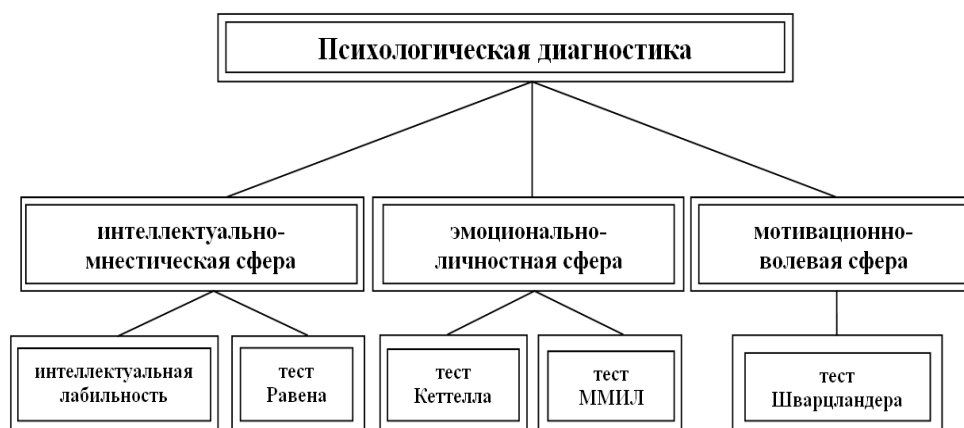 Психологическая диагностика
интеллектуально-
мнестическая сфера
эмоционально-
личностная сфера
мотивационно-
волевая сфера
интеллектуальная
лабильность
тест
Равена
тест
Кеттелла
тест
ММИЛ
тест
Шварцландера